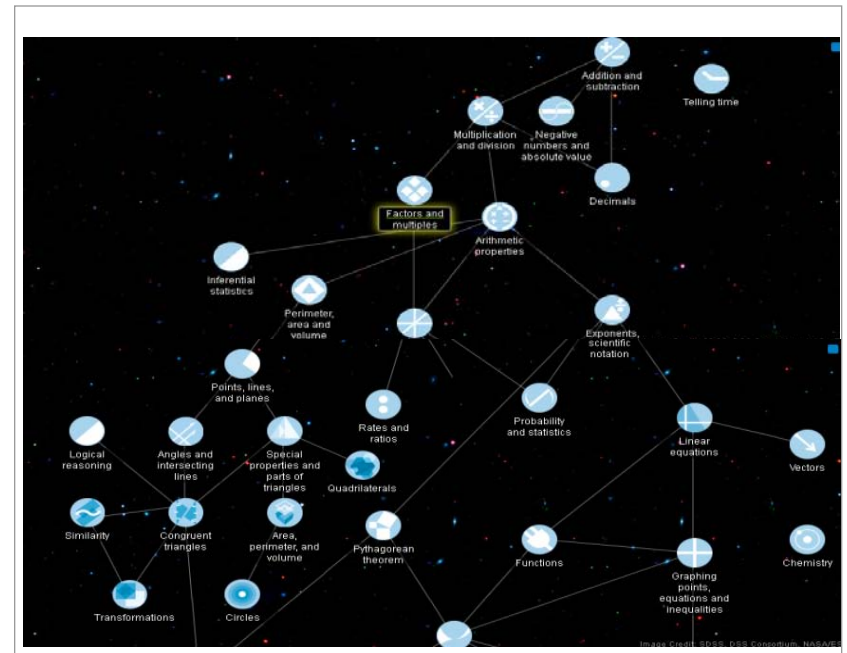 Addition and
subtraction
Telling time
Multiplication
and division
Negative
numbers and
absolute value
Decimals
Factors and
multiples
Arithmetic
properties
Inferential
statistics
Perimeter,
area and
volume
Exponents,
scientific
notation
Points, lines,
and planes
Rates and
ratios
Probability
and statistics
Linear
equations
Logical
reasoning
Angles and
intersecting
lines
Special
properties and
parts of
triangles
Quadrilaterals
Vectors
Similarity
Congruent
triangles
Area,
perimeter, and
volume
Pythagorean
theorem
Functions
Graphing
points,
equations and
inequalities
Chemistry
Transformations
Circles
Image Credit: SDSS, DSS Consortium, NASA/ES